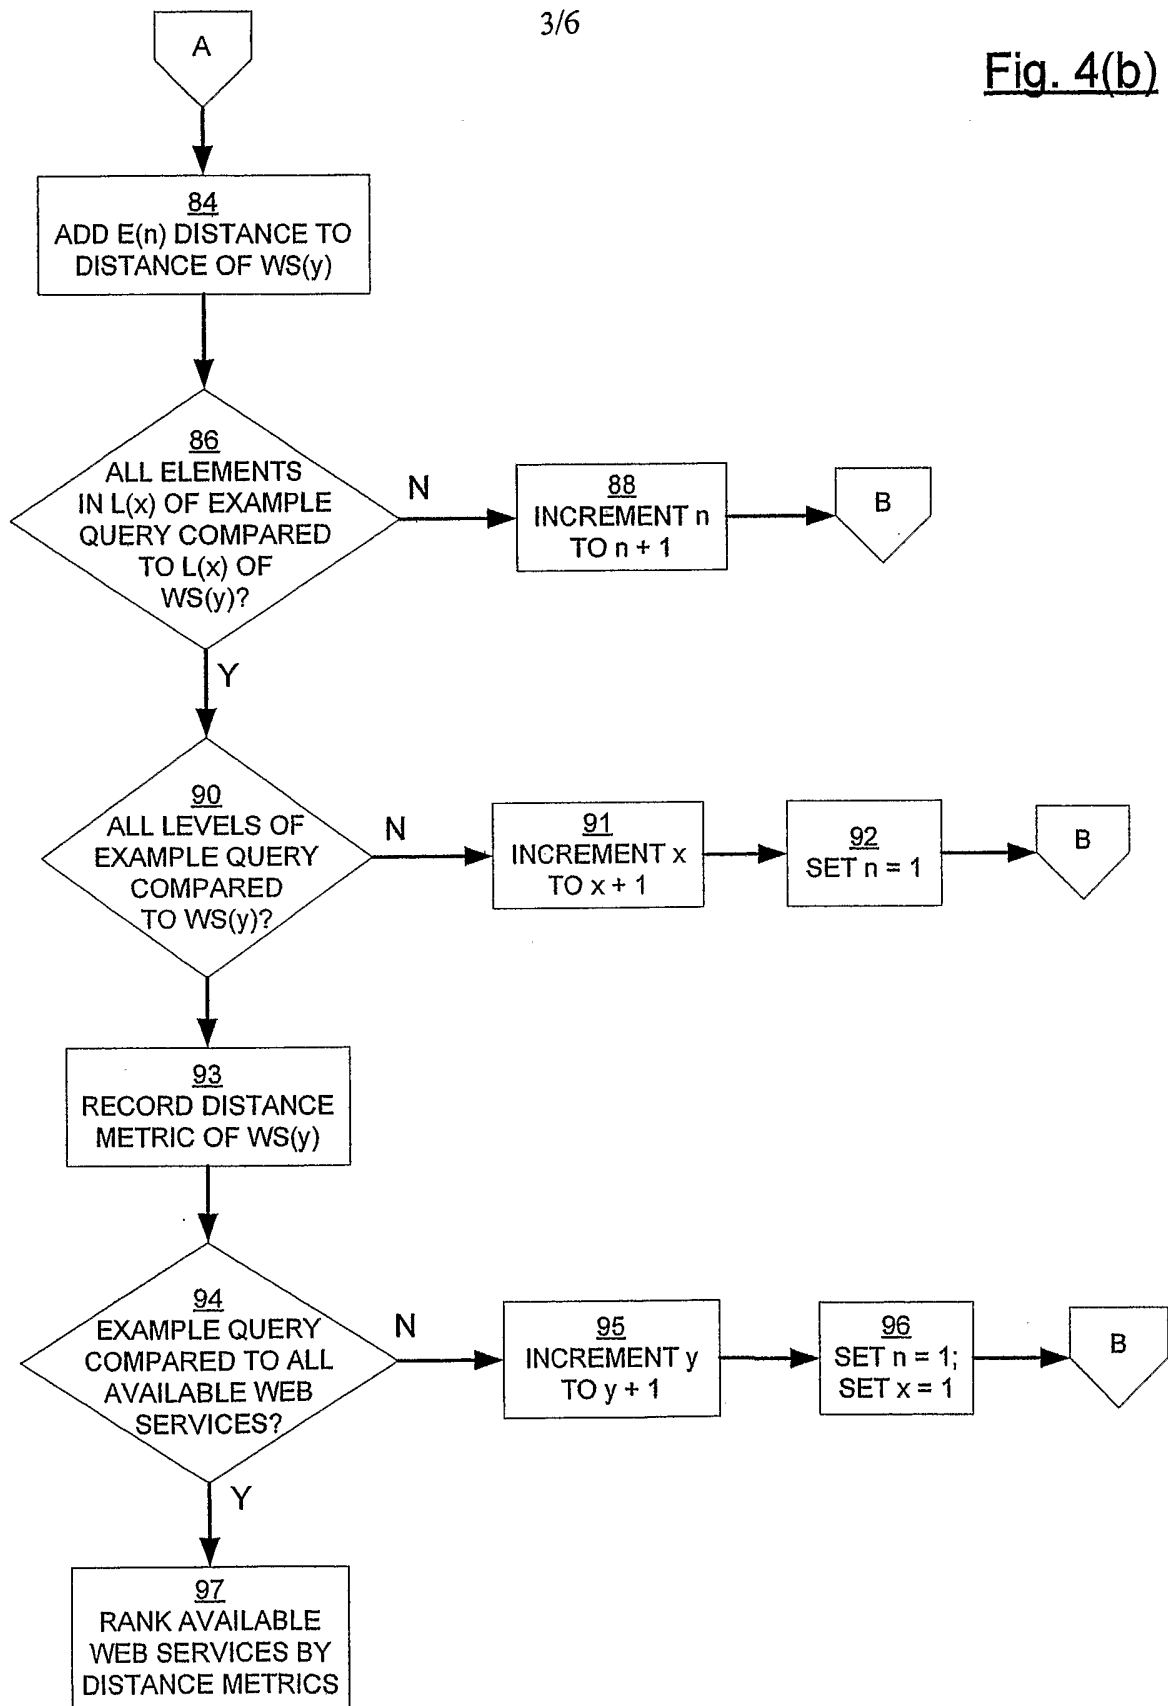 3/6
Fig. 4(b)
A
84
ADD E(n) DISTANCE TO
DISTANCE OF WS(y)
86
ALL ELEMENTS
IN L(x) OF EXAMPLE
QUERY COMPARED
TO L(x) OF
WS(y)?
N
88
INCREMENT n
TO n + 1
B
Y
90
ALL LEVELS OF
EXAMPLE QUERY
COMPARED
TO WS(y)?
N
91
INCREMENT x
TO x + 1
92
SET n = 1
B
93
RECORD DISTANCE
METRIC OF WS(y)
94
EXAMPLE QUERY
COMPARED TO ALL
AVAILABLE WEB
SERVICES?
N
95
INCREMENT y
TO y + 1
96
SET n = 1;
SET x = 1
B
Y
97
RANK AVAILABLE
WEB SERVICES BY
DISTANCE METRICS